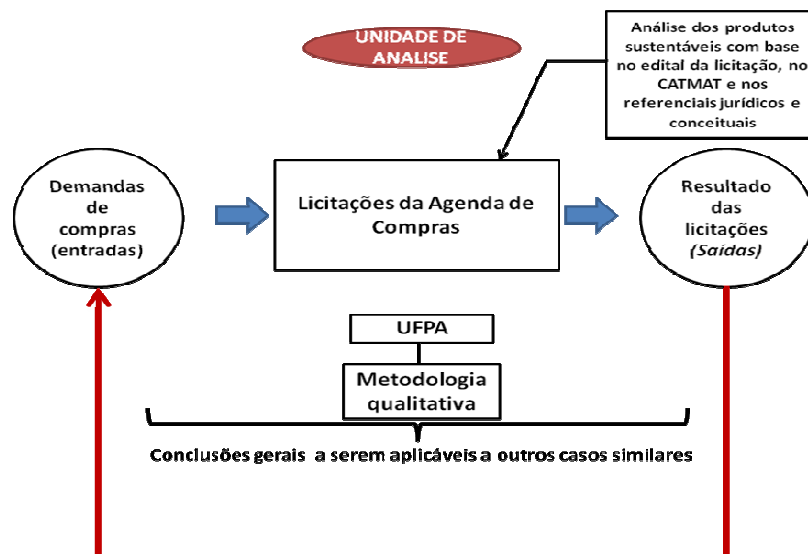 UNIDADE DE
ANALISE
Análise dos produtos
sustentáveis com base
no edital da licitação, no
CATMAT e nos
referenciais jurídicos e
conceituais
Demandas
de
compras
(entradas)
Licitações da Agenda de
Compras
Resultado
das
licitações
(Saídas)
UFPA
Metodologia
qualitativa
Conclusões gerais a serem aplicáveis a outros casos similares